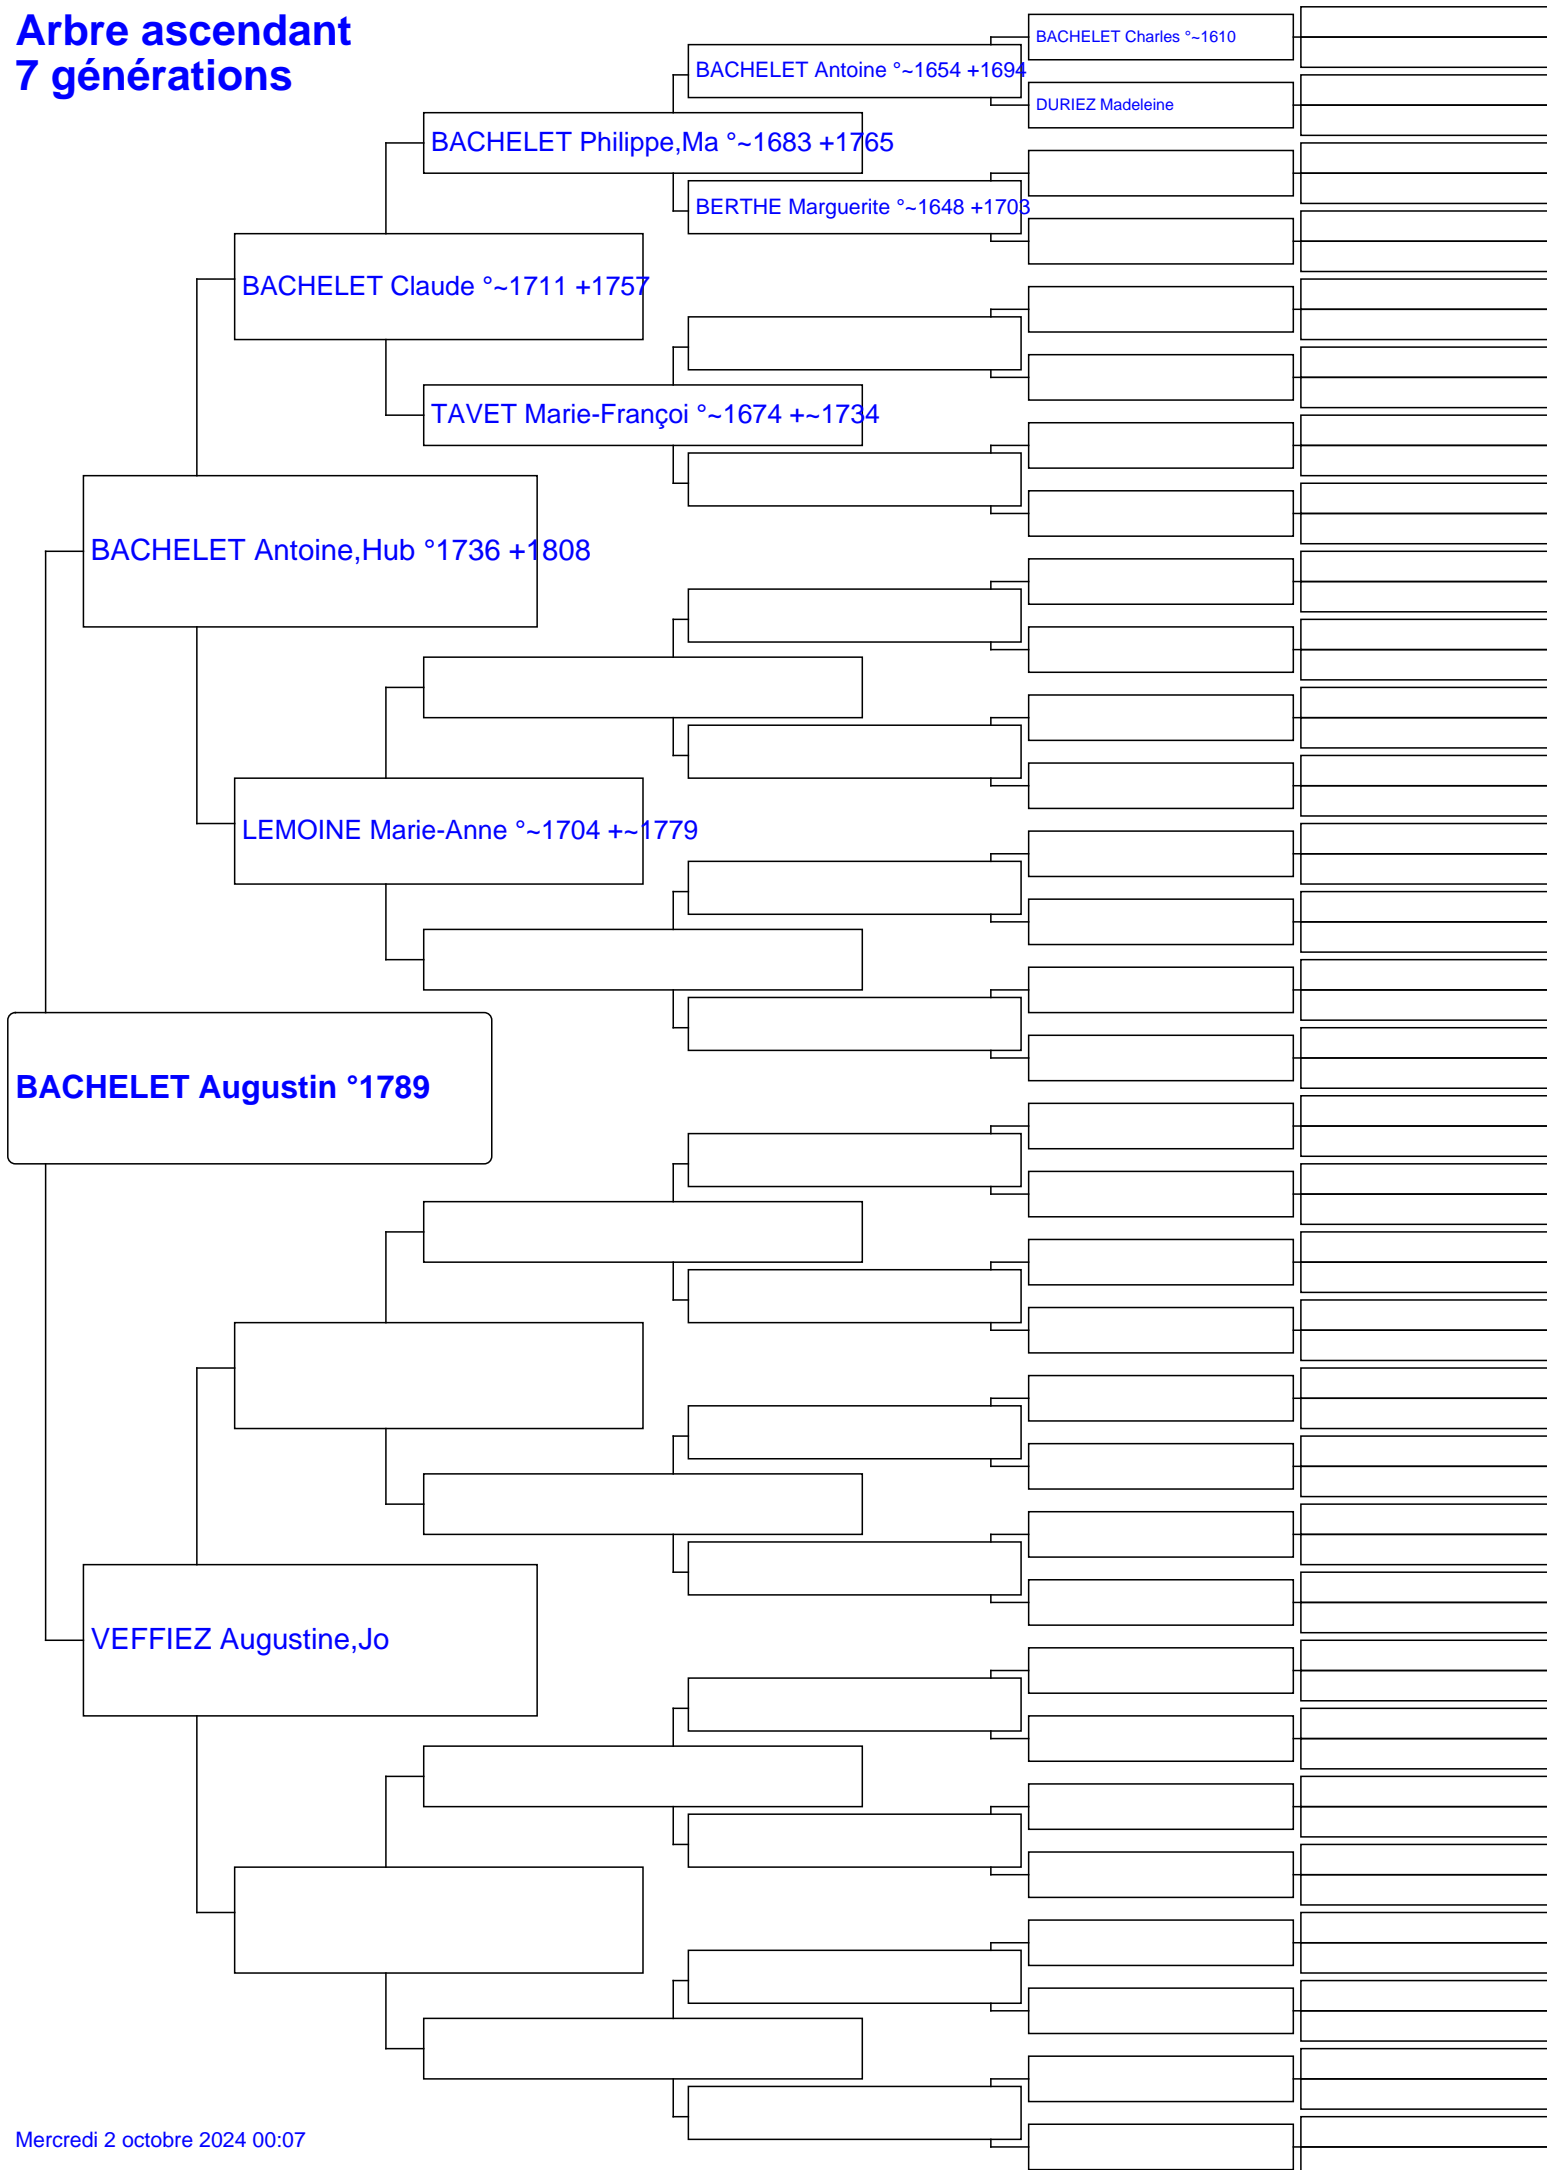 Arbre ascendant
7 générations
BACHELET Charles °~1610
BACHELET Antoine °~1654 +1694
DURIEZ Madeleine
BACHELET Philippe,Ma °~1683 +1765
BERTHE Marguerite °~1648 +1703
BACHELET Claude °~1711 +1757
TAVET Marie-Françoi °~1674 +~1734
BACHELET Antoine,Hub °1736 +1808
LEMOINE Marie-Anne °~1704 +~1779
BACHELET Augustin °1789
VEFFIEZ Augustine,Jo
Mercredi 2 octobre 2024 00:07